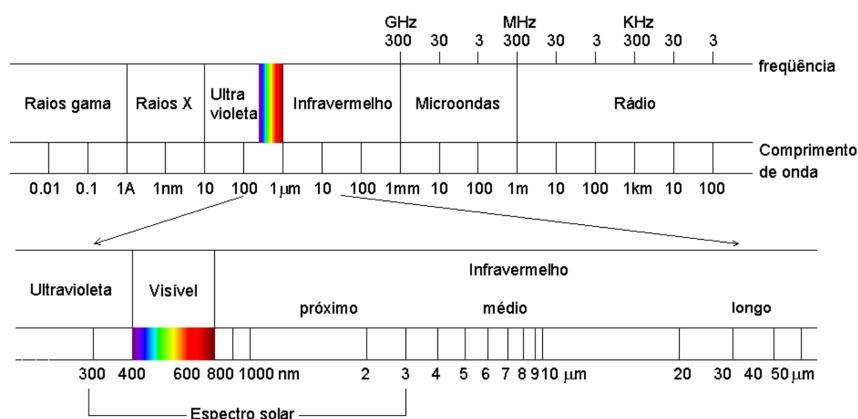 GHz MHz KHz
300 30 3 300 30 3 300 30 3
freqüência
Raios gama Raios X Ultra violeta Infravermelho Microondas Rádio
Comprimento de onda
0.01 0.1 1A 1nm 10 100 1μm 10 100 1mm 10 100 1m 10 100 1km 10 100
Infravermelho
Ultravioleta Visível
próximo médio longo
300 400 600 800 1000 nm 2 3 4 5 6 7 8 9 10 μm 20 30 40 50 μm
Espectro solar